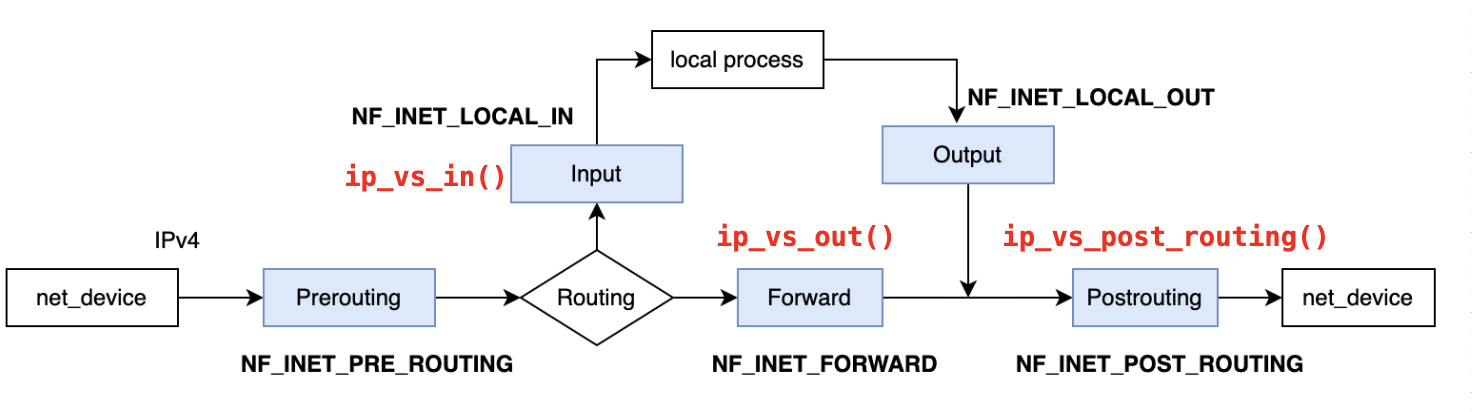 local process
NF_INET_LOCAL_OUT
NF_INET_LOCAL_IN
Output
ip_vs_in()
Input
ip_vs_out()
ip_vs_post_routing()
IPv4
net_device
Prerouting
Routing
Forward
Postrouting
net_device
NF_INET_PRE_ROUTING
NF_INET_FORWARD
NF_INET_POST_ROUTING